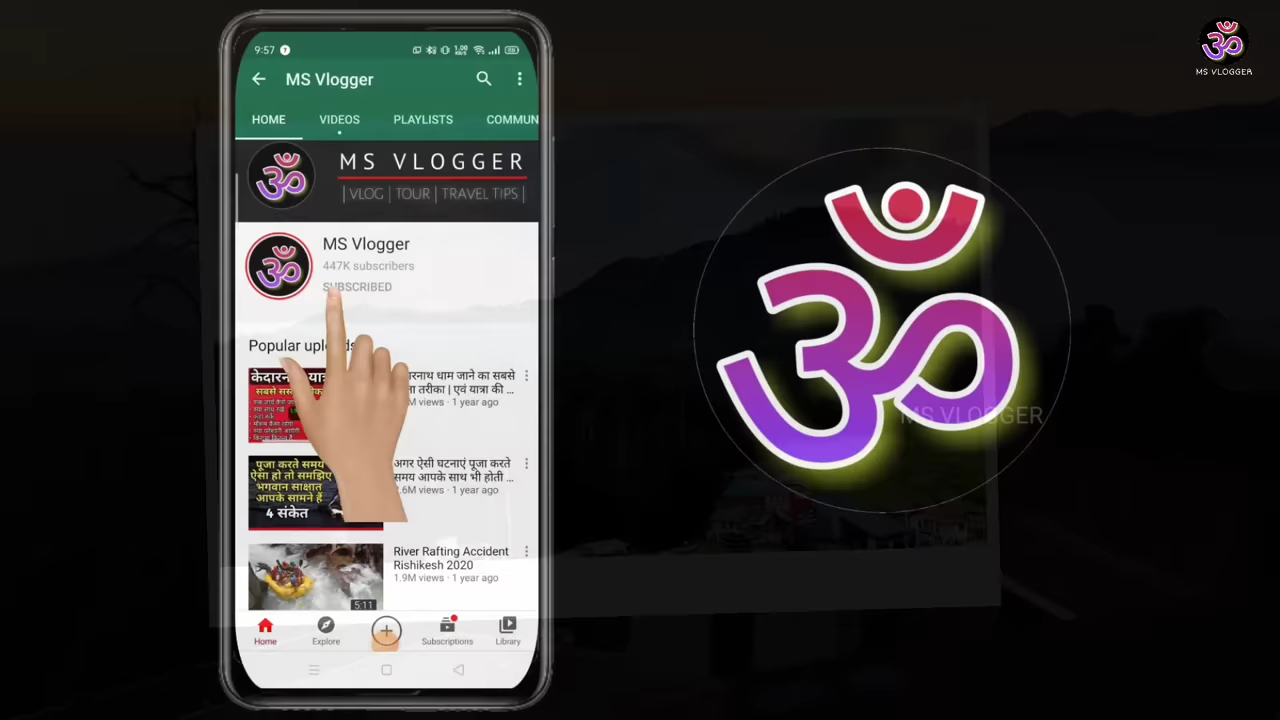 9:57
MS Vlogger
HOME VIDEOS PLAYLISTS COMMUN
MS VLOGGER
| VLOG | TOUR | TRAVEL TIPS |
MS Vlogger
447K subscribers
SUBSCRIBED
Popular uploads
सबसे
जाने का सबसे
तरीका | एवं यात्रा की ...
M views · 1 year ago
पूजा करते समय
ऐसा हो तो समझिए
भगवान साक्षात
आपके सामने हैं
4 संकेत
अगर ऐसी घटनाएं पूजा करते
समय आपके साथ भी होती ...
.6M views · 1 year ago
River Rafting Accident
Rishikesh 2020
1.9M views · 1 year ago
5:11
Home Explore Subscriptions Library
MS VLOGGER
MS VLOGGER